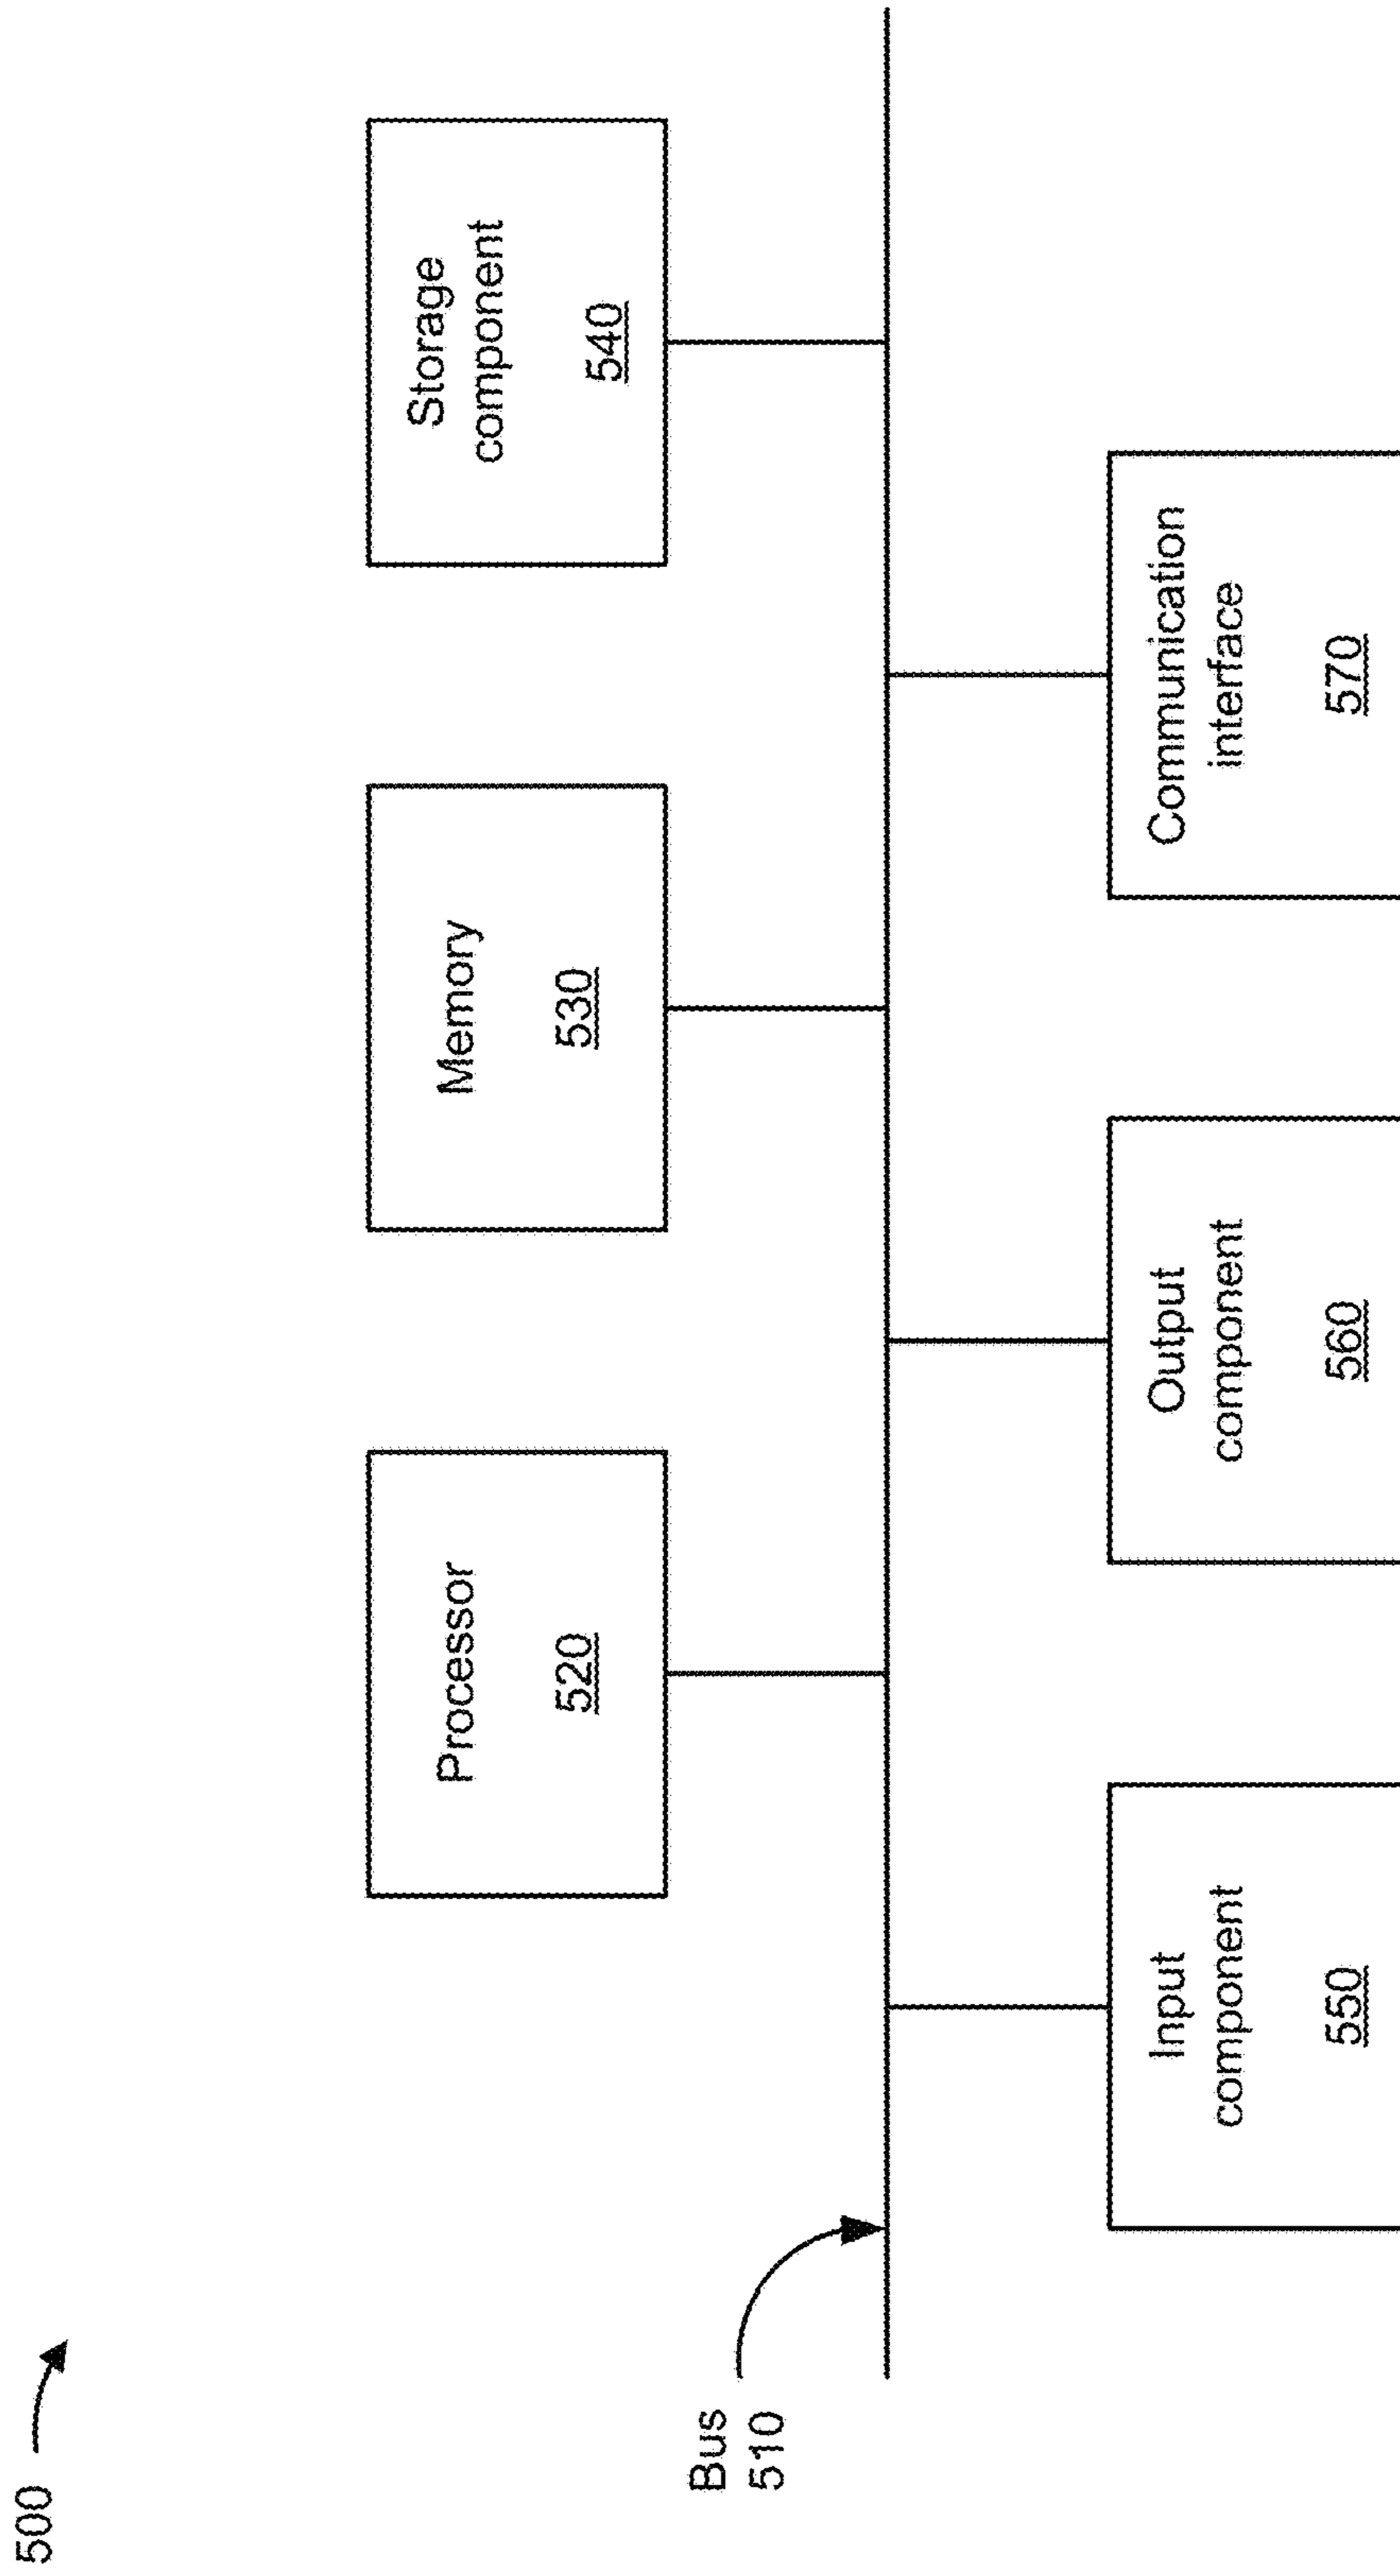 500
Bus
510
Processor
520
Memory
530
Storage
component
540
Input
component
550
Output
component
560
Communication
interface
570